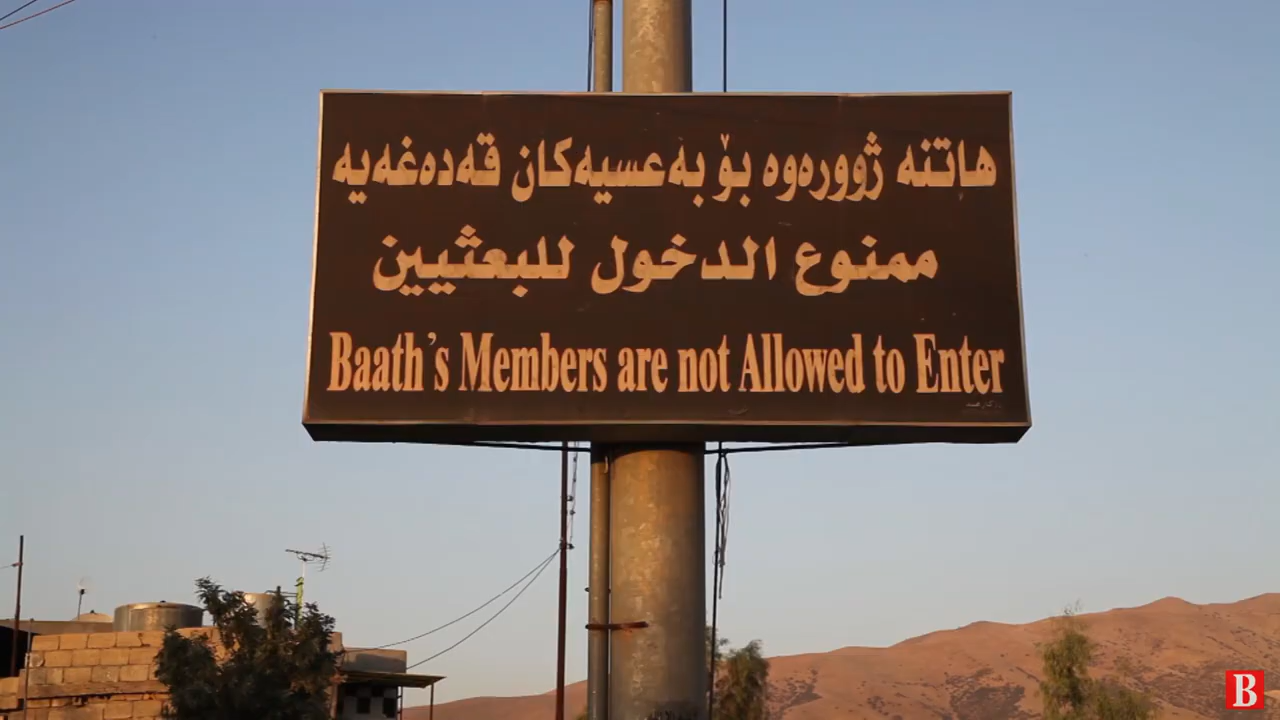 هاتنە ژوورەوە بۆ بەعسیەکان قەدەغەیە
ممنوع الدخول للبعثيين
Baath's Members are not Allowed to Enter
B